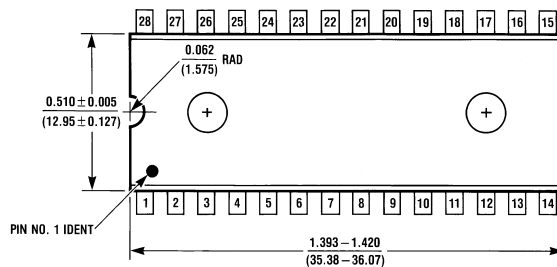 28 27 26 25 24 23 22 21 20 19 18 17 16 15
0.062
(1.575)
RAD
0.510 ± 0.005
(12.95 ± 0.127)
PIN NO. 1 IDENT
1 2 3 4 5 6 7 8 9 10 11 12 13 14
1.393 – 1.420
(35.38 – 36.07)